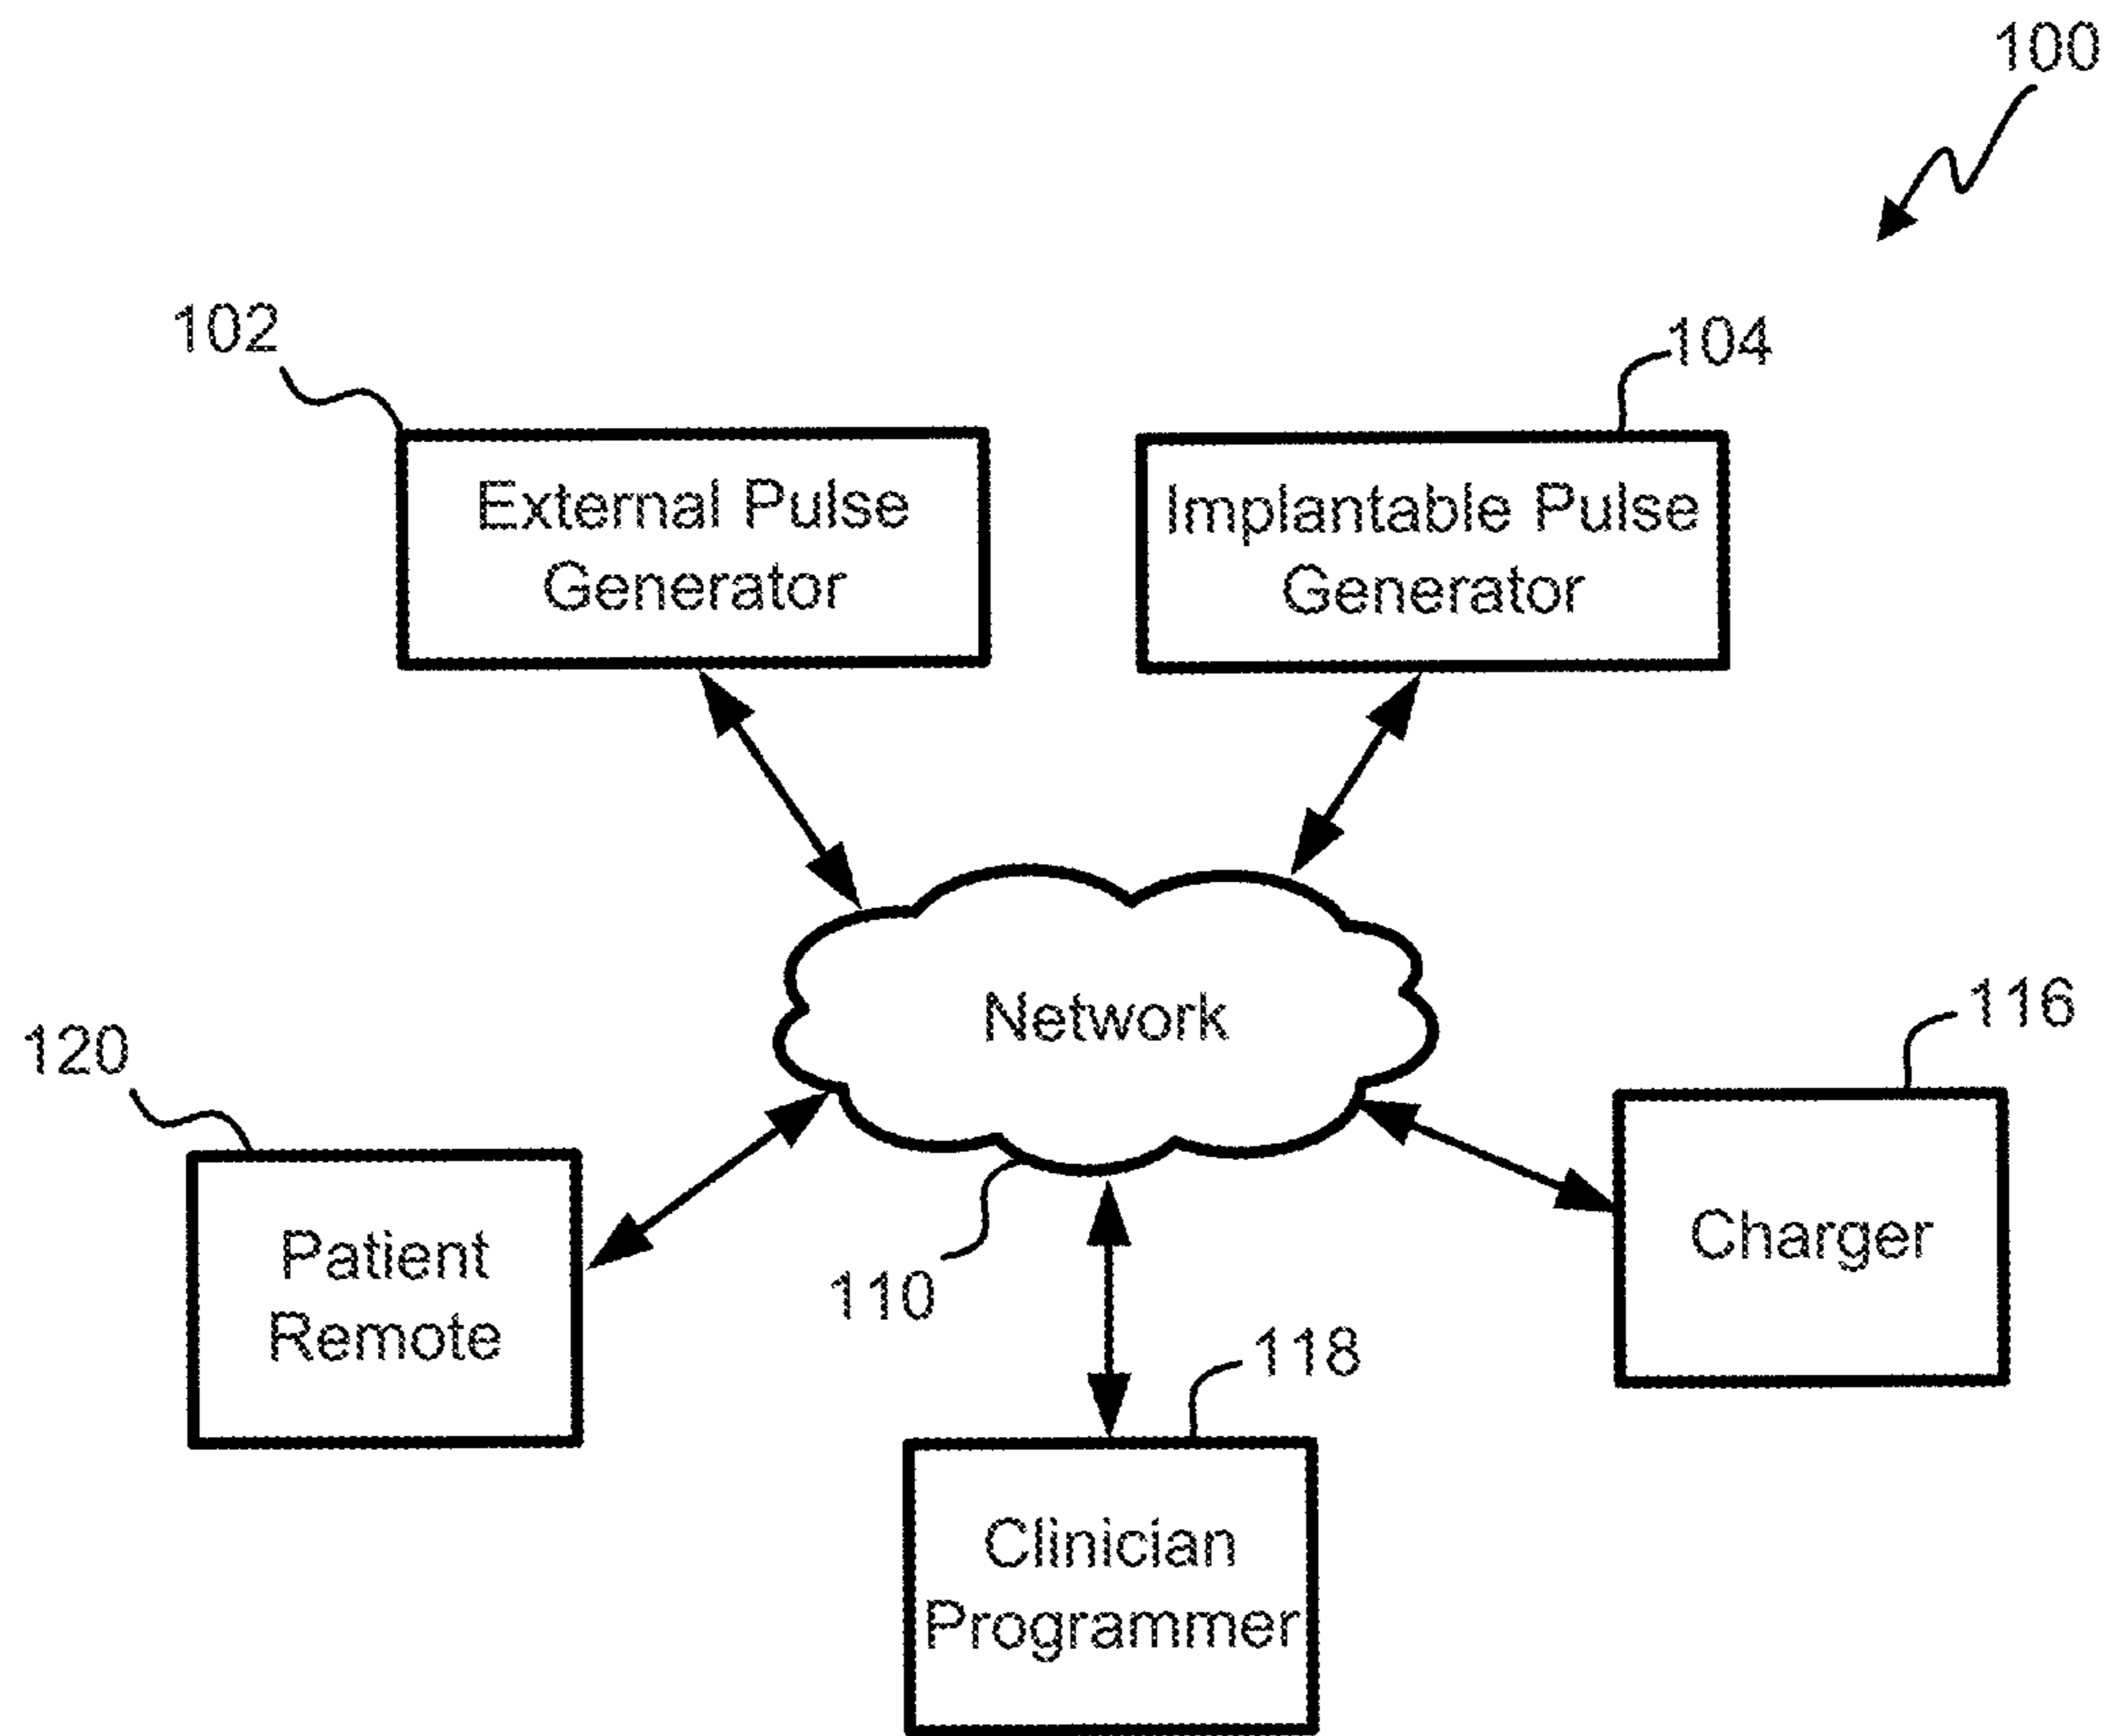 100
102
104
External Pulse
Generator
Implantable Pulse
Generator
Network
116
120
Charger
Patient
Remote
110
118
Clinician
Programmer